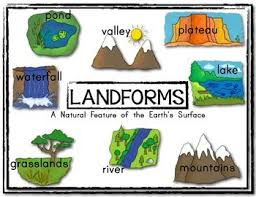 pond
valley
plateau
waterfall
lake
LANDFORMS
A Natural Feature of the Earth's Surface
grasslands
river
mountains